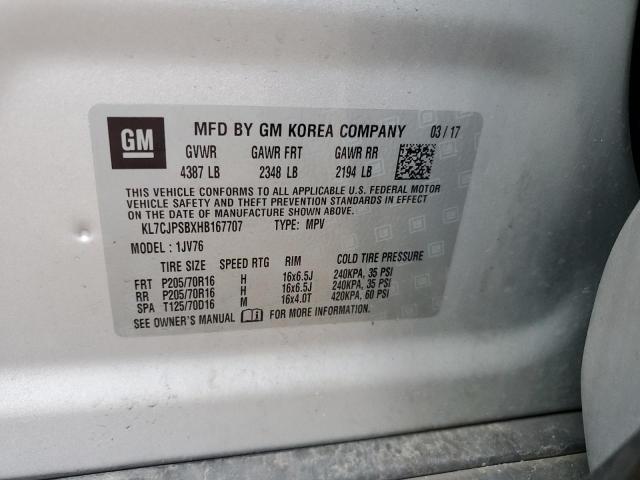 GM
MFD BY GM KOREA COMPANY 03/17
GVWR GAWR FRT GAWR RR
4387 LB 2348 LB 2194 LB
THIS VEHICLE CONFORMS TO ALL APPLICABLE U.S. FEDERAL MOTOR
VEHICLE SAFETY AND THEFT PREVENTION STANDARDS IN EFFECT
ON THE DATE OF MANUFACTURE SHOWN ABOVE.
KL7CJPSBXHB167707 TYPE: MPV
MODEL: 1JV76
TIRE SIZE SPEED RTG RIM COLD TIRE PRESSURE
FRT P205/70R16 H 16x6.5J 240KPA, 35 PSI
RR P205/70R16 H 16x6.5J 240KPA, 35 PSI
SPA T125/70D16 M 16x4.0T 420KPA, 60 PSI
SEE OWNER'S MANUAL FOR MORE INFORMATION.